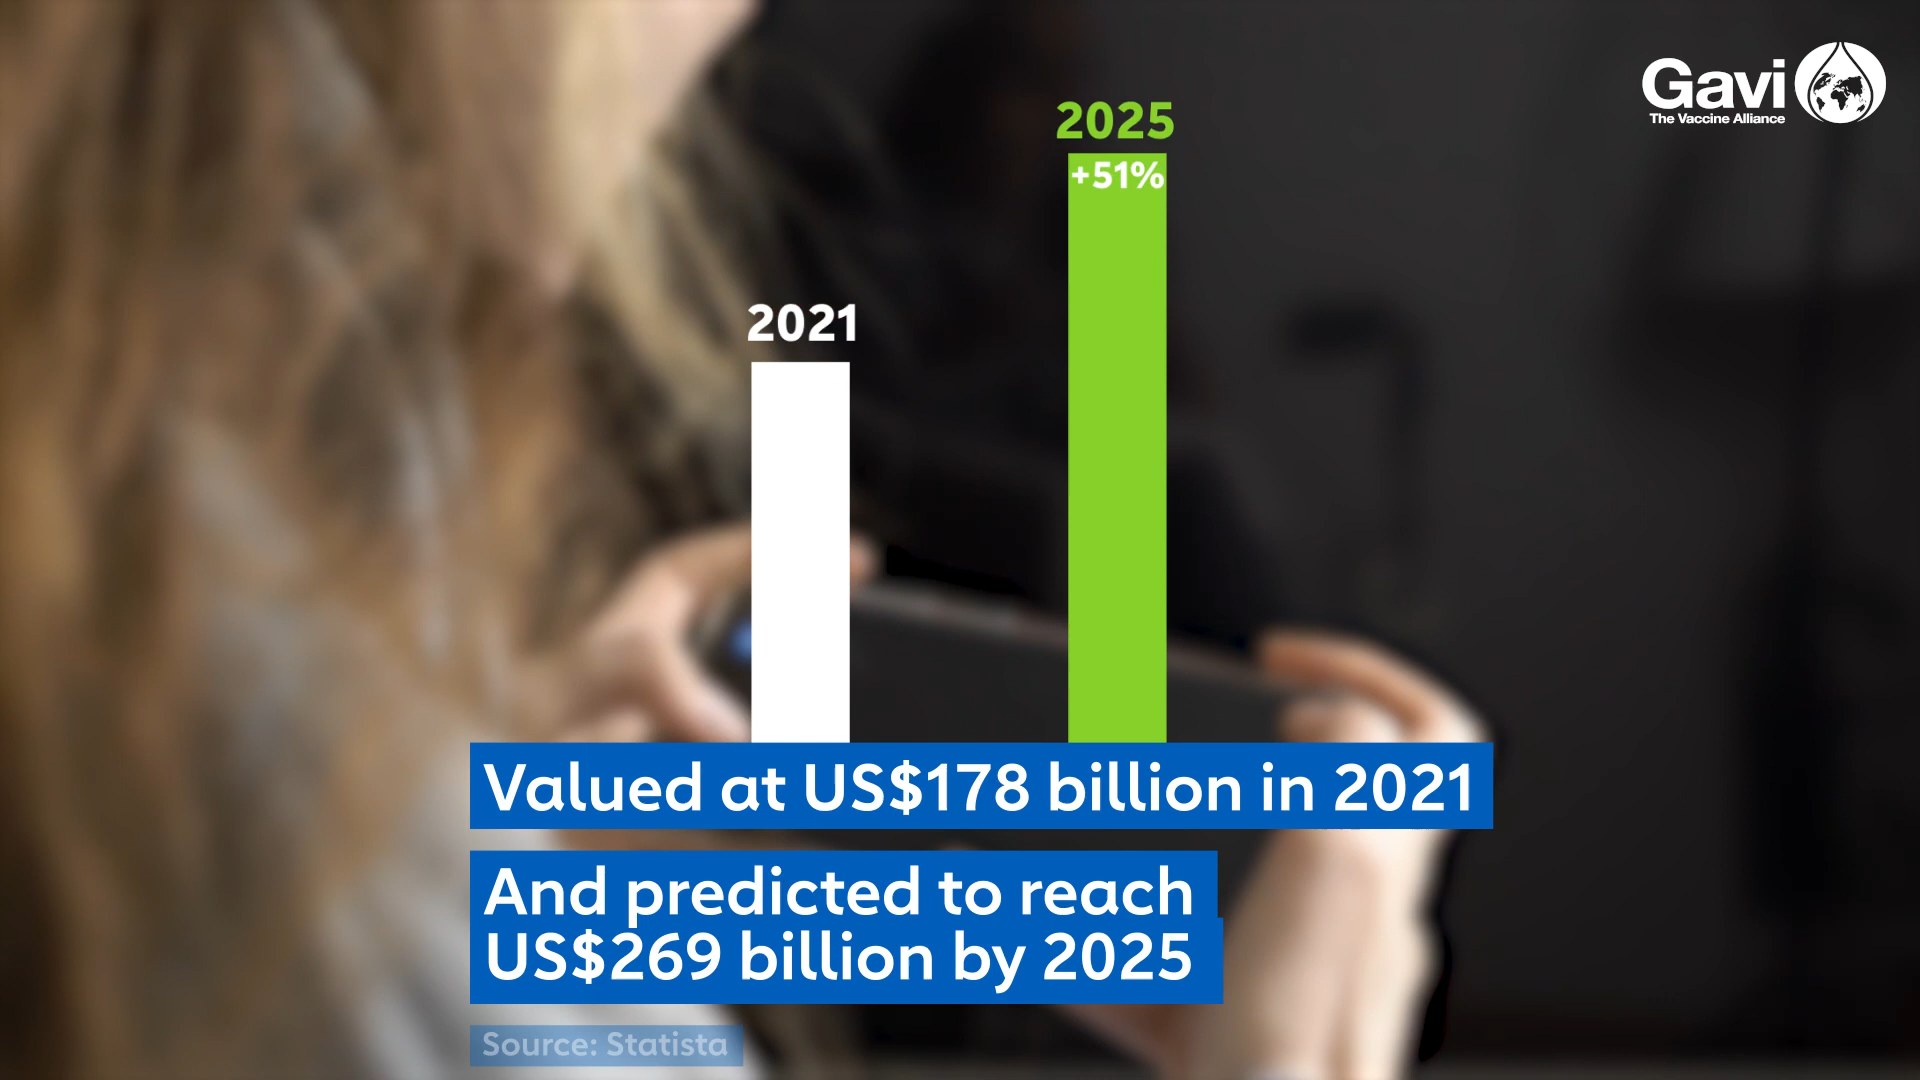 Gavi
The Vaccine Alliance
2025
+51%
2021
Valued at US$178 billion in 2021
And predicted to reach
US$269 billion by 2025
Source: Statista